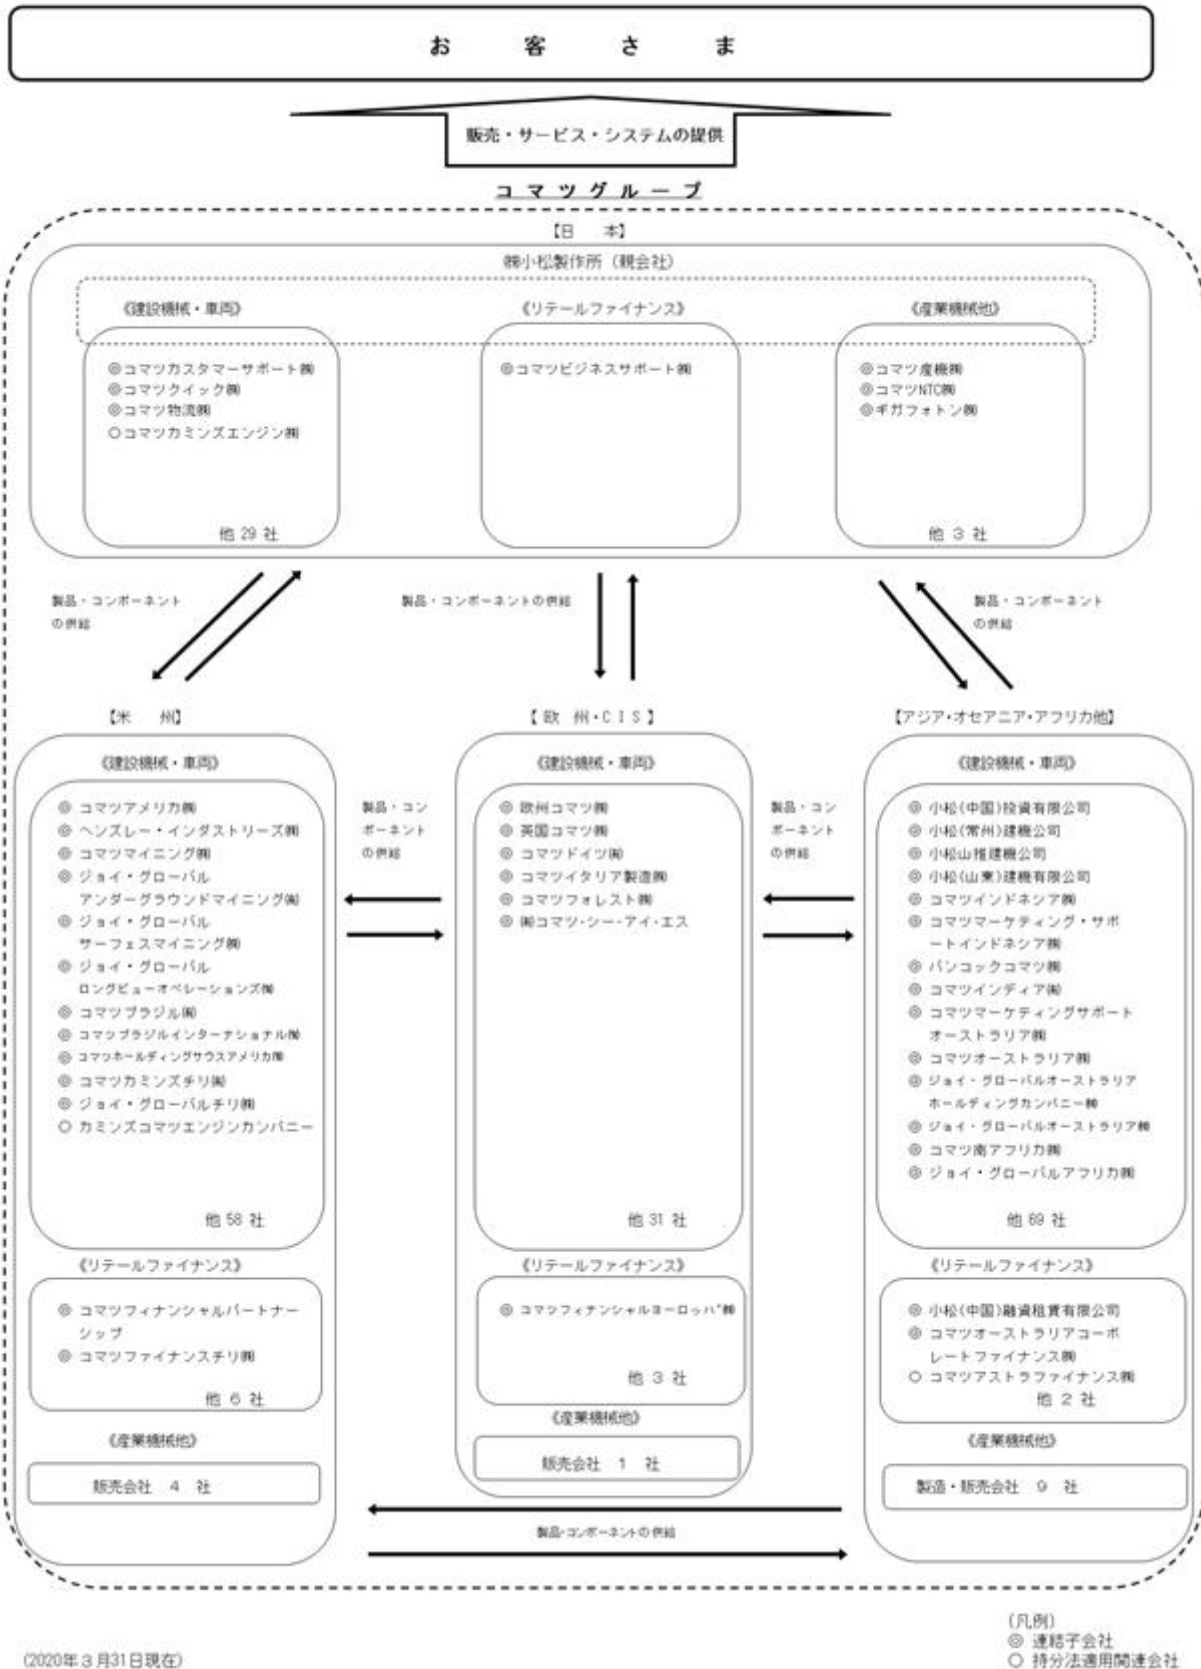 お客さま
販売・サービス・システムの提供
コマツグループ
【日 本】
㈱小松製作所(親会社)
《建設機械・車両》
◎コマツカスタマーサポート㈱
◎コマツクイック㈱
◎コマツ物流㈱
○コマツカミンズエンジン㈱
他 29 社
《リテールファイナンス》
◎コマツビジネスサポート㈱
《産業機械他》
◎コマツ産機㈱
◎コマツNTC㈱
◎ギガフォトン㈱
他 3 社
製品・コンポーネント
の供給
製品・コンポーネントの供給
製品・コンポーネント
の供給
【米 州】
《建設機械・車両》
◎ コマツアメリカ㈱
◎ ヘンズレー・インダストリーズ㈱
◎ コマツマイニング㈱
◎ ジョイ・グローバル
アンダーグラウンドマイニング㈱
◎ ジョイ・グローバル
サーフェスマイニング㈱
◎ ジョイ・グローバル
ロングビューオペレーションズ㈱
◎ コマツブラジル㈲
◎ コマツブラジルインターナショナル㈱
◎ コマツホールディングサウスアメリカ㈲
◎ コマツカミンズチリ㈲
◎ ジョイ・グローバルチリ㈱
○ カミンズコマツエンジンカンパニー
他 58 社
《リテールファイナンス》
◎ コマツフィナンシャルパートナー
シップ
◎ コマツファイナンスチリ㈱
他 6 社
《産業機械他》
販売会社 4 社
製品・コン
ポーネント
の供給
【欧 州・CIS】
《建設機械・車両》
◎ 欧州コマツ㈱
◎ 英国コマツ㈱
◎ コマツドイツ㈲
◎ コマツイタリア製造㈱
◎ コマツフォレスト㈱
◎ ㈲コマツ・シー・アイ・エス
他 31 社
《リテールファイナンス》
◎ コマツフィナンシャルヨーロッパ㈱
他 3 社
《産業機械他》
販売会社 1 社
製品・コン
ポーネント
の供給
【アジア・オセアニア・アフリカ他】
《建設機械・車両》
◎ 小松(中国)投資有限公司
◎ 小松(常州)建機公司
◎ 小松山推建機公司
◎ 小松(山東)建機有限公司
◎ コマツインドネシア㈱
◎ コマツマーケティング・サポ
ートインドネシア㈱
◎ バンコックコマツ㈱
◎ コマツインディア㈲
◎ コマツマーケティングサポート
オーストラリア㈱
◎ コマツオーストラリア㈱
◎ ジョイ・グローバルオーストラリア
ホールディングカンパニー㈱
◎ ジョイ・グローバルオーストラリア㈱
◎ コマツ南アフリカ㈱
◎ ジョイ・グローバルアフリカ㈱
他 69 社
《リテールファイナンス》
◎ 小松(中国)融資租賃有限公司
◎ コマツオーストラリアコーポ
レートファイナンス㈱
○ コマツアストラファイナンス㈱
他 2 社
《産業機械他》
製造・販売会社 9 社
製品・コンポーネントの供給
(凡例)
◎ 連結子会社
○ 持分法適用関連会社
(2020年3月31日現在)